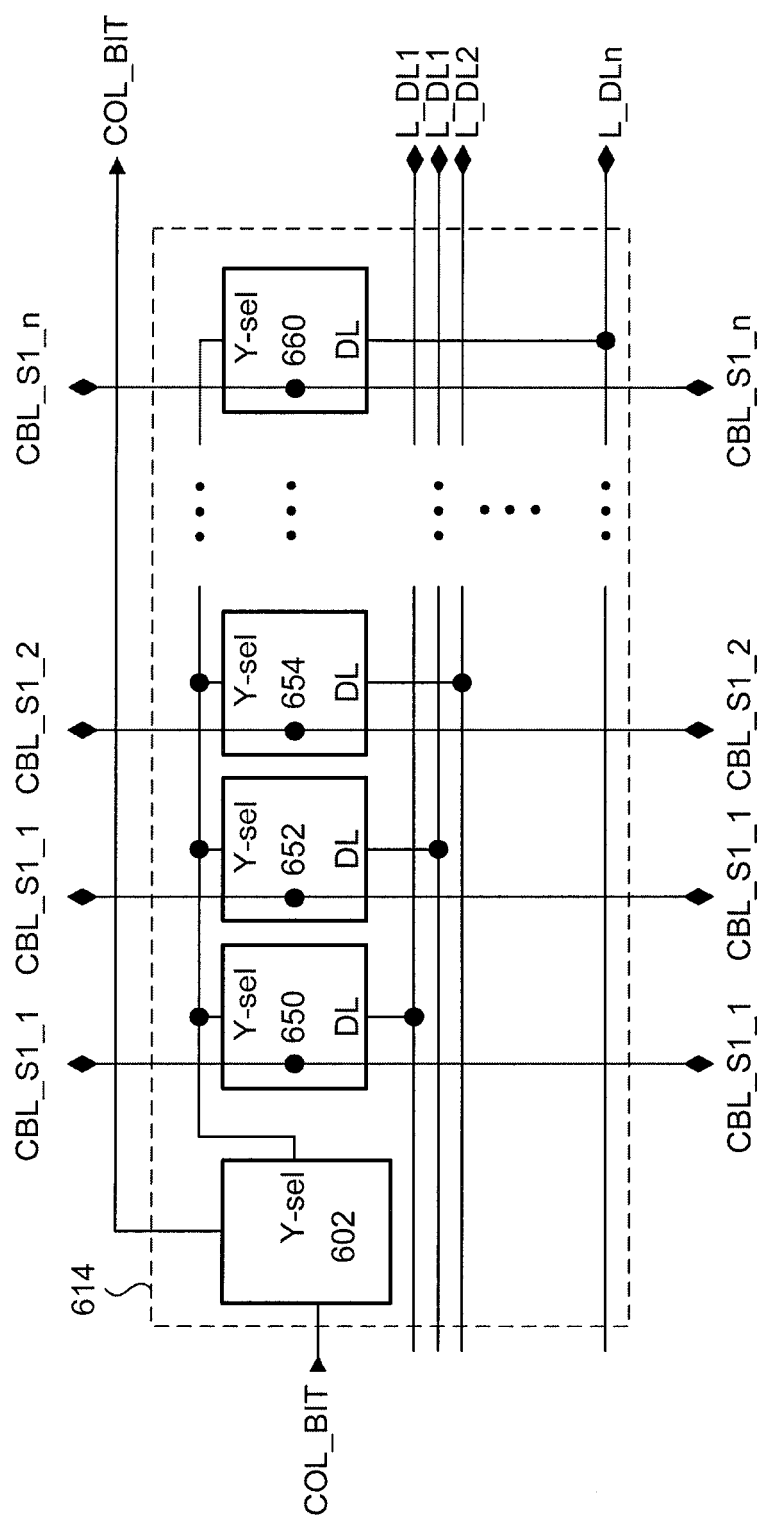 CBL_S1_1
CBL_S1_1
CBL_S1_2
CBL_S1_n
COL_BIT
614
COL_BIT
Y-sel
602
Y-sel
650
DL
Y-sel
652
DL
Y-sel
654
DL
Y-sel
660
DL
L_DL1
L_DL1
L_DL2
L_DLn
CBL_S1_1
CBL_S1_1
CBL_S1_2
CBL_S1_n